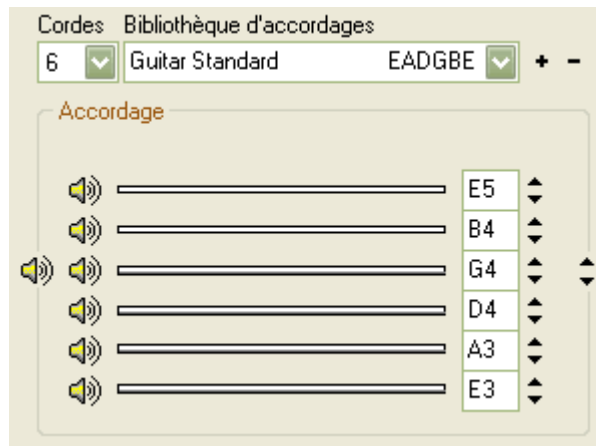 Cordes Bibliothèque d'accordages
6 Guitar Standard EADGBE + -
Accordage
E5
B4
G4
D4
A3
E3